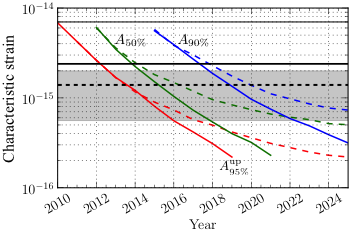 10^{-14}
10^{-15}
10^{-16}
Characteristic strain
A_{50%}
A_{90%}
A^{up}_{95%}
2010 2012 2014 2016 2018 2020 2022 2024
Year